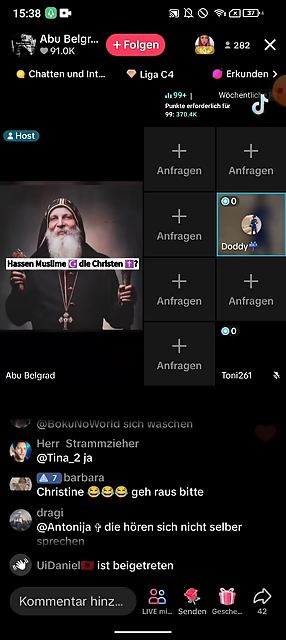 15:38
37
Abu Belgr...
91.0K
+ Folgen
40+
282
Chatten und Int...
Liga C4
Erkunden
99+ |
Wöchentlich
Punkte erforderlich für
99: 370.4K
Host
Anfragen
Anfragen
Anfragen
0
Doddy
Anfragen
Anfragen
Anfragen
0
Toni261
Hassen Muslime ☪️ die Christen ✝️?
Abu Belgrad
@BokuNoWorld sich waschen
Herr Strammzieher
@Tina_2 ja
7 barbara
Christine 😂😂😂 geh raus bitte
dragi
@Antonija ✞ die hören sich nicht selber
sprechen
UiDaniel🇦🇱 ist beigetreten
Kommentar hinz...
LIVE mi...
Senden
Gesche...
42